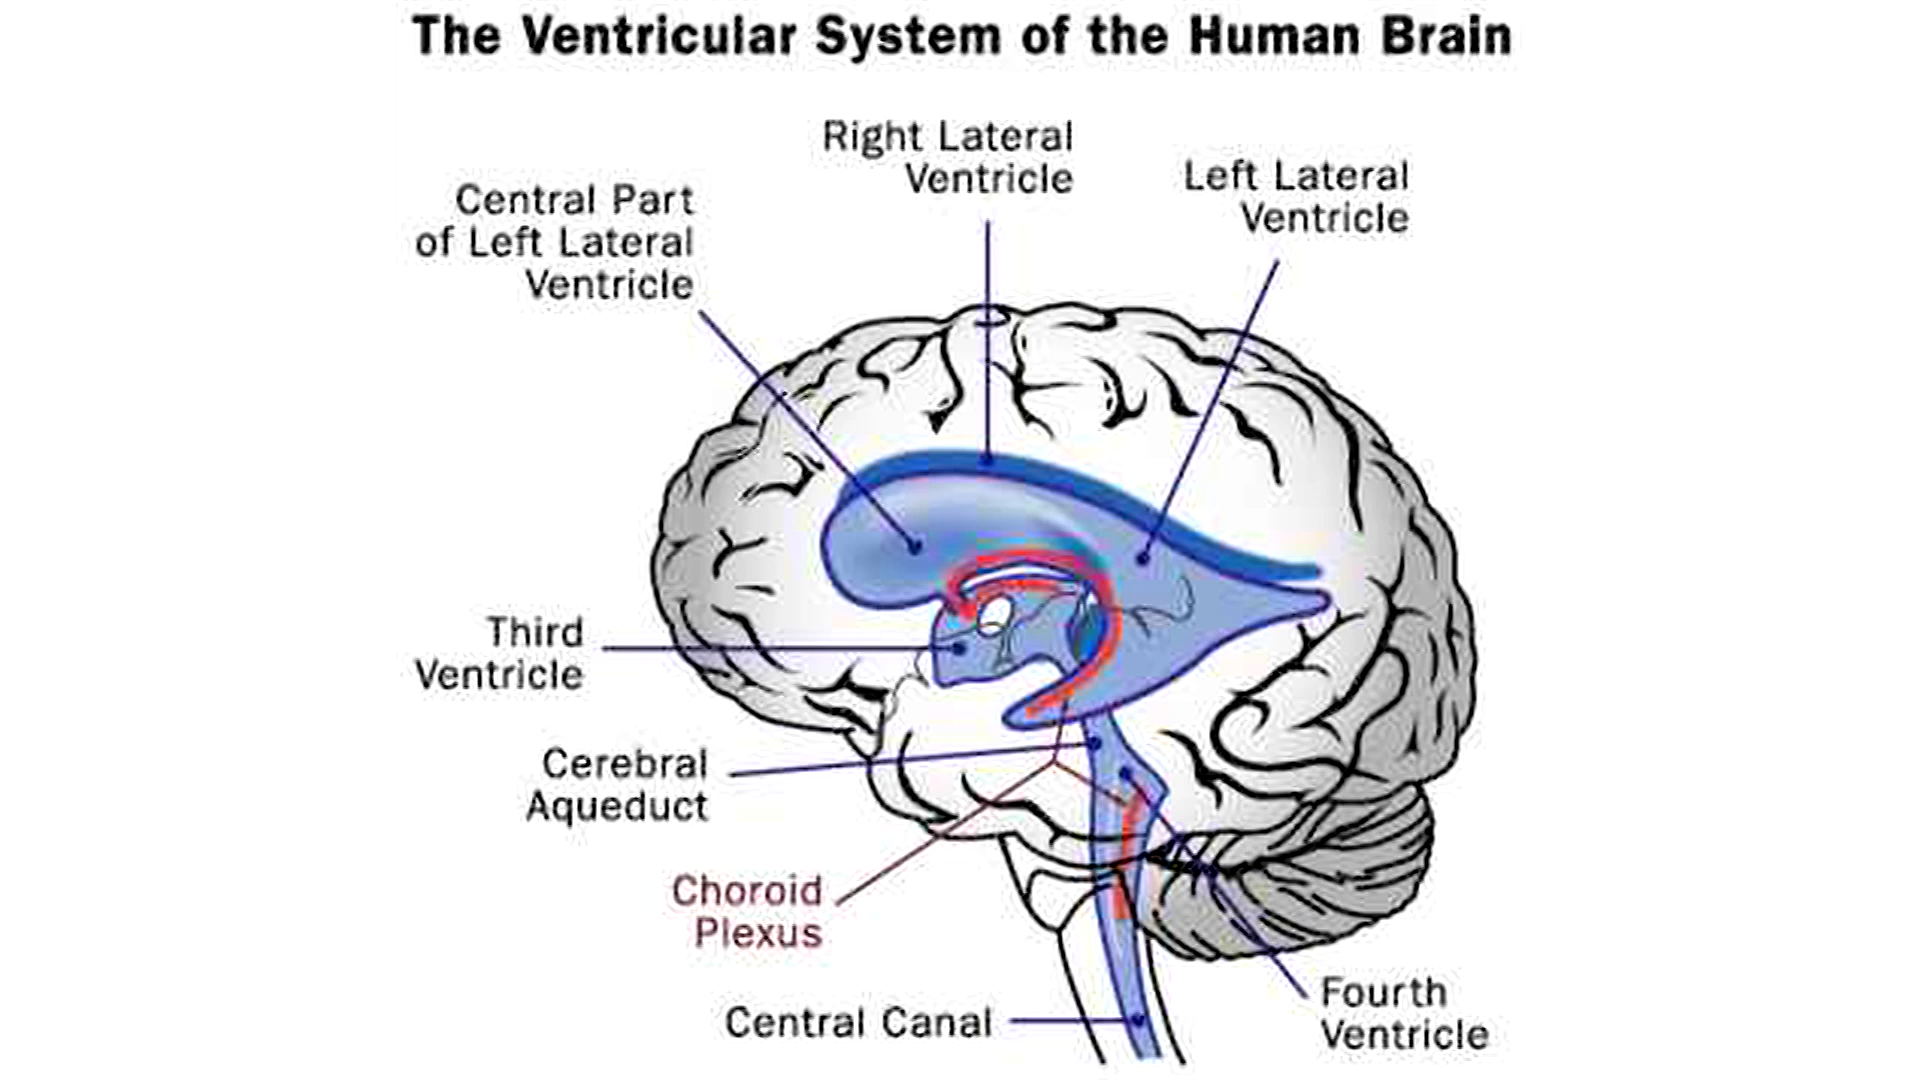 The Ventricular System of the Human Brain
Right Lateral
Ventricle
Left Lateral
Ventricle
Central Part
of Left Lateral
Ventricle
Third
Ventricle
Cerebral
Aqueduct
Choroid
Plexus
Central Canal
Fourth
Ventricle